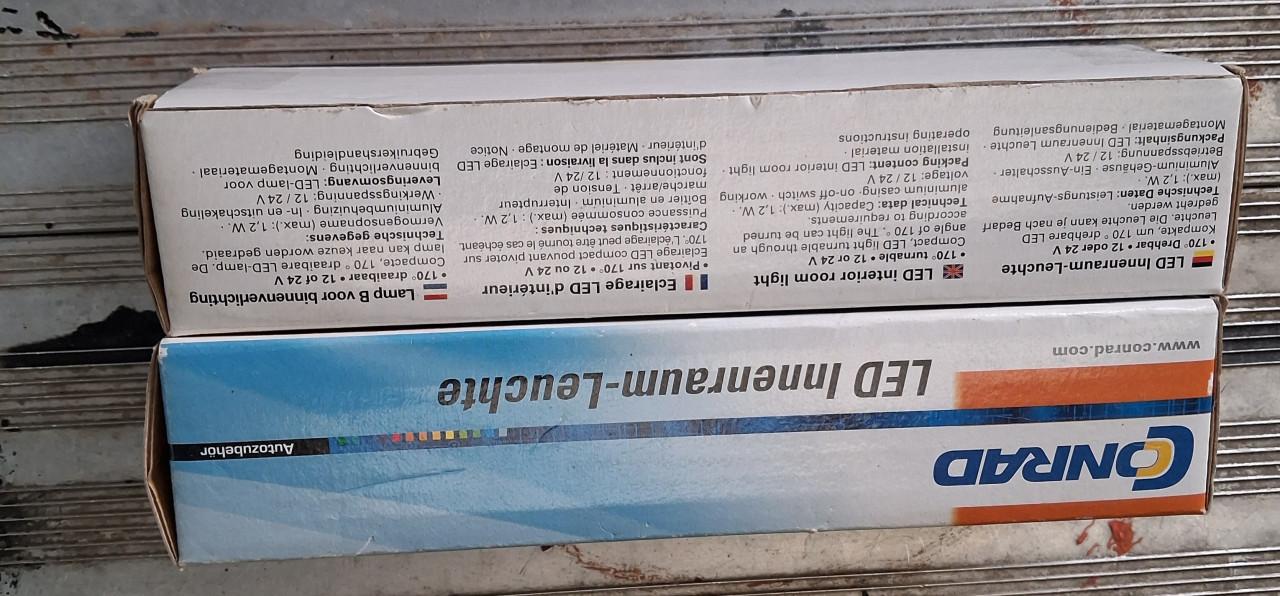 CONRAD
Autozubehör
LED Innenraum-Leuchte
www.conrad.com
LED Innenraum-Leuchte
• 170° Drehbar • 12 oder 24 V
Kompakte, um 170° drehbare LED
Leuchte. Die Leuchte kann je nach Bedarf
gedreht werden.
Technische Daten: Leistungs-Aufnahme
(max.): 1,2 W. ·
Aluminium-Gehäuse · Ein-Ausschalter ·
Betriebsspannung: 12 / 24 V
Packungsinhalt: LED Innenraum Leuchte ·
Montagematerial · Bedienungsanleitung
LED interior room light
• 170° turnable • 12 or 24 V
Compact, LED light turnable through an
angle of 170 °. The light can be turned
according to requirements.
Technical data: Capacity (max.): 1,2 W. ·
aluminium casing· on-off switch · working
voltage: 12 / 24 V
Packing content: LED interior room light ·
installation material ·
operating instructions
Eclairage LED d'intérieur
• Pivotant sur 170° • 12 ou 24 V
Eclairage LED compact pouvant pivoter sur
170°. L'éclairage peut être tourné le cas échéant.
Caractéristiques techniques :
Puissance consommée (max.) : 1,2 W. ·
Boîtier en aluminium · Interrupteur
marche/arrêt · Tension de
fonctionnement : 12 /24 V
Sont inclus dans la livraison : Eclairage LED
d'intérieur · Matériel de montage · Notice
Lamp B voor binnenverlichting
• 170° draaibar • 12 of 24 V
Compacte, 170 ° draaibare LED-lamp. De
lamp kan naar keuze worden gedraaid.
Technische gegevens:
Vermogensopname (max.): 1,2 W. ·
Aluminiumbehuizing · In- en uitschakeling
· Werkingsspanning: 12 / 24 V
Leveringsomvang: LED-lamp voor
binnenverlichting · Montagemateriaal ·
Gebruikershandleiding